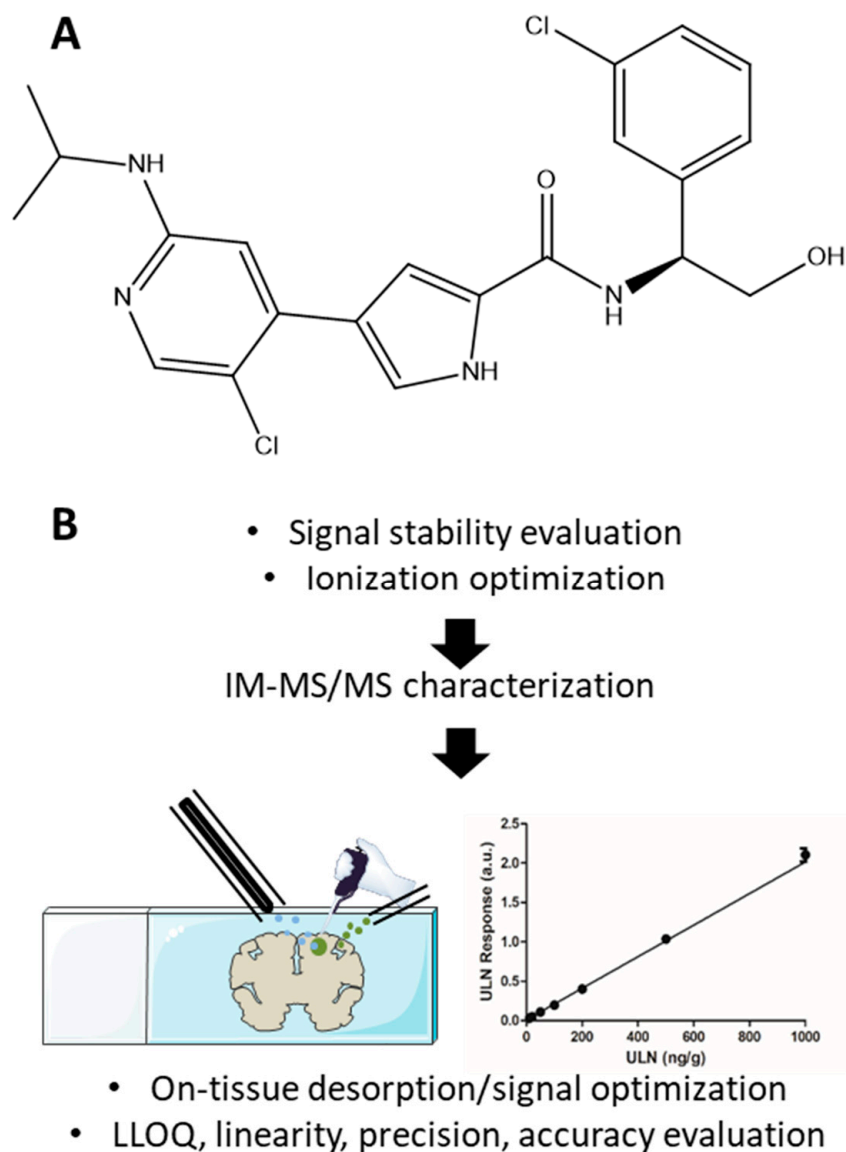 A
Cl
NH
O
OH
N
N
H
NH
Cl
B
• Signal stability evaluation
• Ionization optimization
IM-MS/MS characterization
2.5
2.0
1.5
1.0
0.5
0.0
ULN Response (a.u.)
0 200 400 600 800 1000
ULN (ng/g)
• On-tissue desorption/signal optimization
• LLOQ, linearity, precision, accuracy evaluation